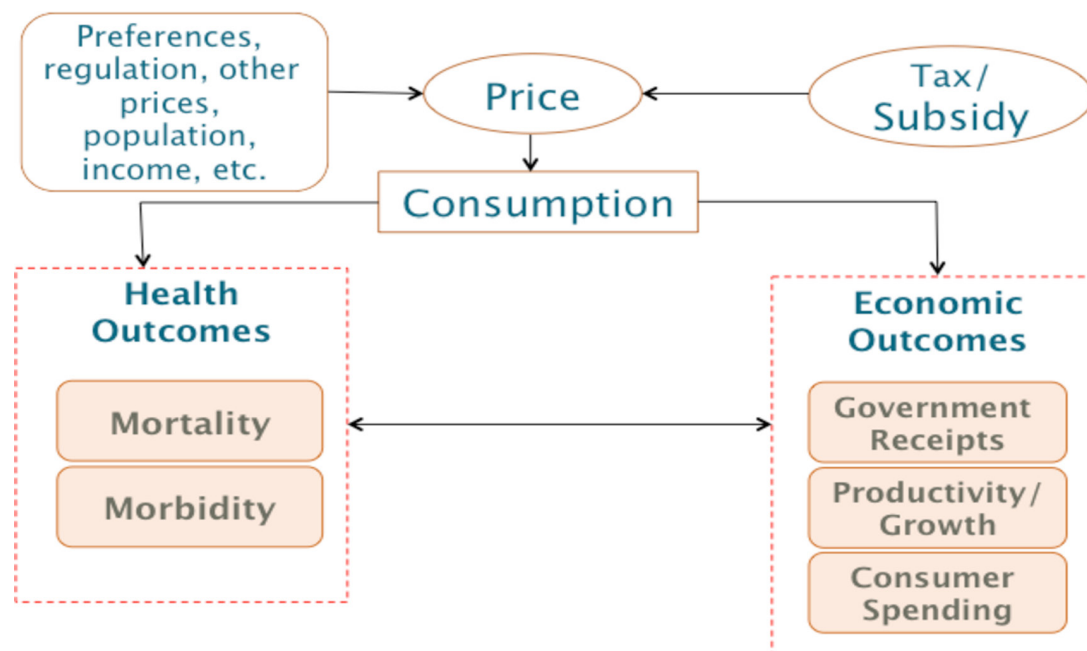 Preferences,
regulation, other
prices,
population,
income, etc.
Price
Tax/
Subsidy
Consumption
Health
Outcomes
Mortality
Morbidity
Economic
Outcomes
Government
Receipts
Productivity/
Growth
Consumer
Spending